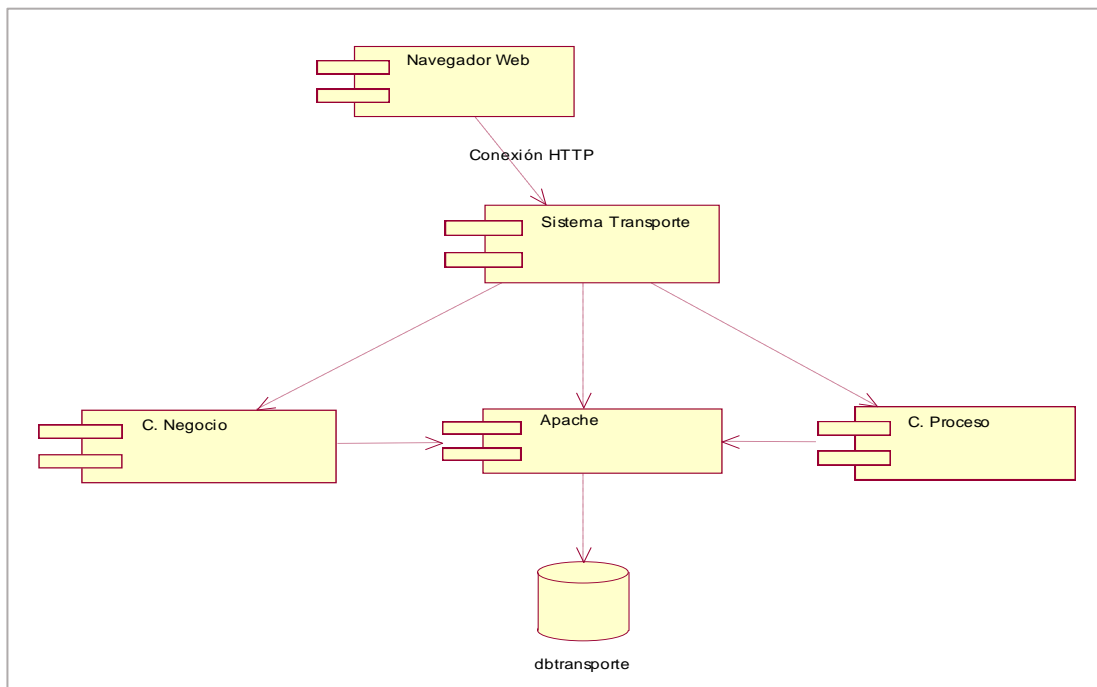 Navegador Web
Conexión HTTP
Sistema Transporte
C. Negocio
Apache
C. Proceso
dbtransporte